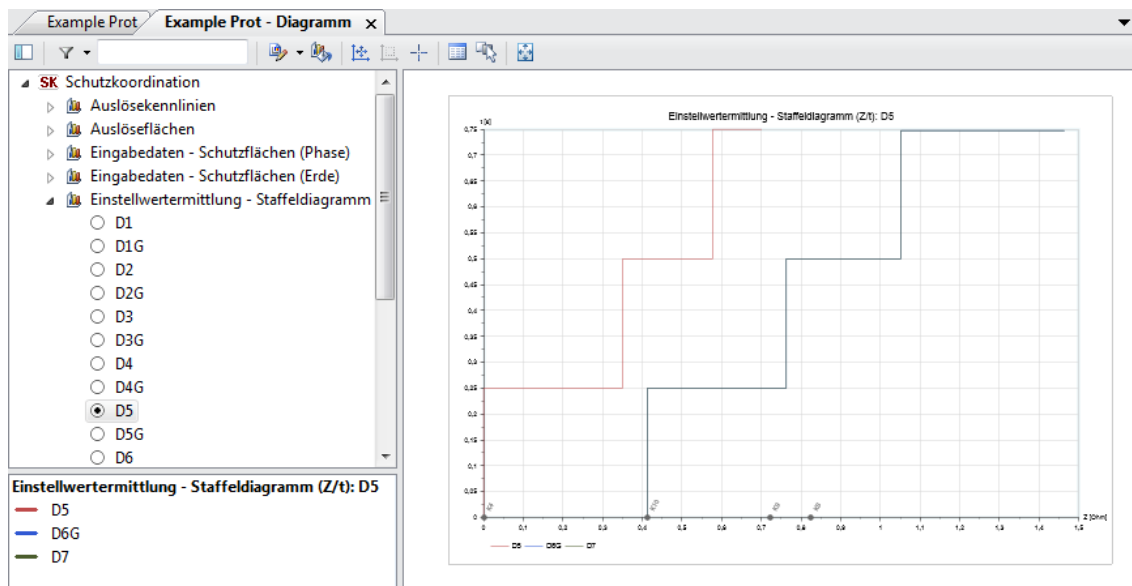 Example Prot
Example Prot - Diagramm
SK Schutzkoordination
Auslösekennlinien
Auslöseflächen
Eingabedaten - Schutzflächen (Phase)
Eingabedaten - Schutzflächen (Erde)
Einstellwertermittlung - Staffeldiagramm
D1
D1G
D2
D2G
D3
D3G
D4
D4G
D5
D5G
D6
Einstellwertermittlung - Staffeldiagramm (Z/t): D5
D5
D6G
D7
Einstellwertermittlung - Staffeldiagramm (Z/t): D5
t [s]
0,75
0,7
0,65
0,6
0,55
0,5
0,45
0,4
0,35
0,3
0,25
0,2
0,15
0,1
0,05
0
K4
K10
0 0,1 0,2 0,3 0,4 0,5 0,6 0,7 0,8 0,9 1 1,1 1,2 1,3 1,4 1,5
Z [Ohm]
D5 D6G D7